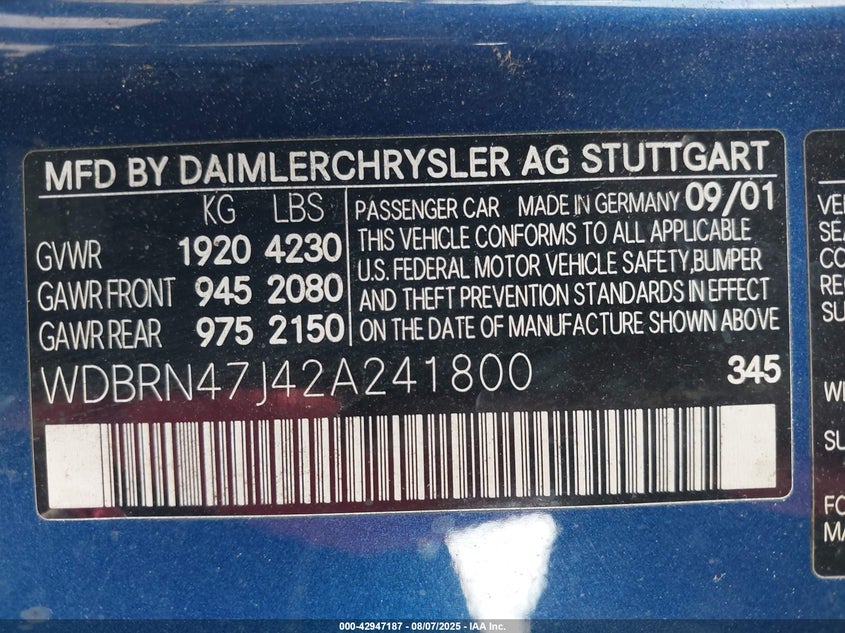 MFD BY DAIMLERCHRYSLER AG STUTTGART
KG LBS
GVWR 1920 4230
GAWR FRONT 945 2080
GAWR REAR 975 2150
PASSENGER CAR MADE IN GERMANY 09/01
THIS VEHICLE CONFORMS TO ALL APPLICABLE
U.S. FEDERAL MOTOR VEHICLE SAFETY,BUMPER
AND THEFT PREVENTION STANDARDS IN EFFECT
ON THE DATE OF MANUFACTURE SHOWN ABOVE
WDBRN47J42A241800 345
000-42947187 - 08/07/2025 - IAA Inc.